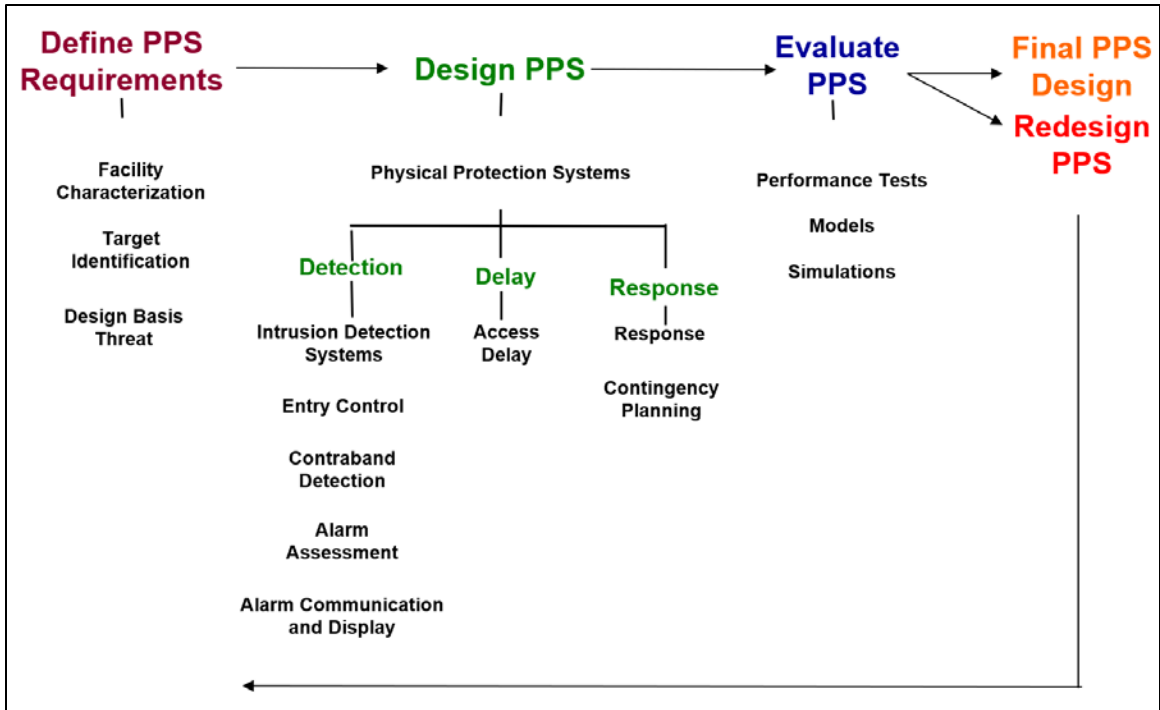 Define PPS
Requirements
Design PPS
Evaluate
PPS
Final PPS
Design
Redesign
PPS
Facility
Characterization
Target
Identification
Design Basis
Threat
Physical Protection Systems
Detection
Delay
Response
Intrusion Detection
Systems
Entry Control
Contraband
Detection
Alarm
Assessment
Alarm Communication
and Display
Access
Delay
Response
Contingency
Planning
Performance Tests
Models
Simulations